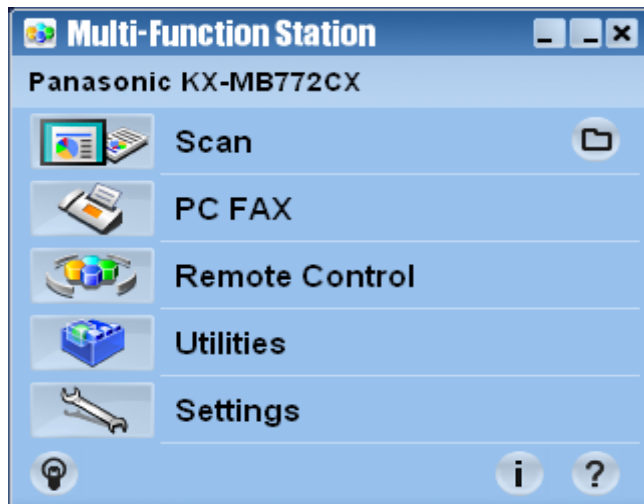 Multi-Function Station
Panasonic KX-MB772CX
Scan
PC FAX
Remote Control
Utilities
Settings
i ?